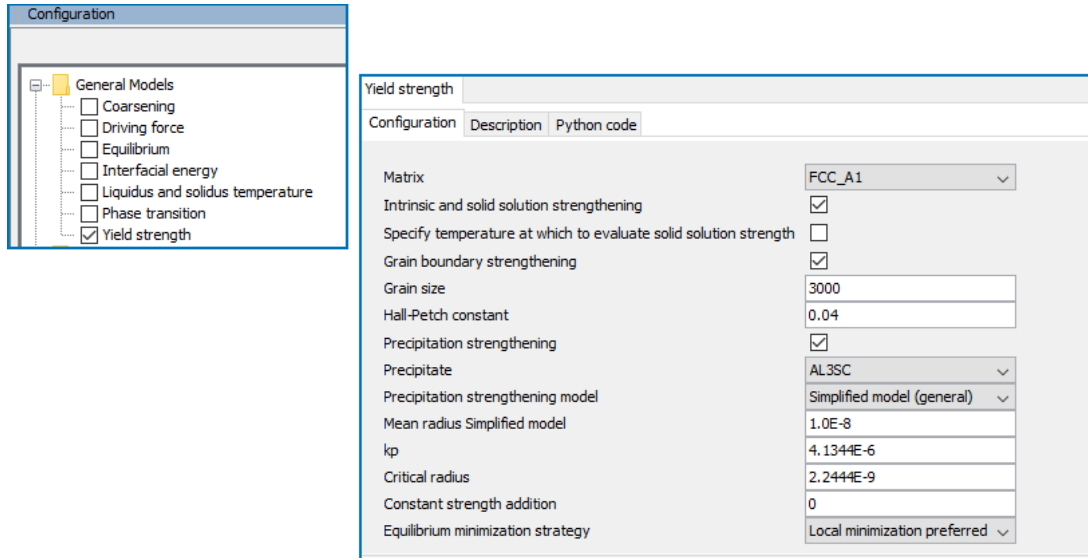 Configuration
General Models
Coarsening
Driving force
Equilibrium
Interfacial energy
Liquidus and solidus temperature
Phase transition
Yield strength
Yield strength
Configuration Description Python code
Matrix FCC_A1
Intrinsic and solid solution strengthening
Specify temperature at which to evaluate solid solution strength
Grain boundary strengthening
Grain size 3000
Hall-Petch constant 0.04
Precipitation strengthening
Precipitate AL3SC
Precipitation strengthening model Simplified model (general)
Mean radius Simplified model 1.0E-8
kp 4.1344E-6
Critical radius 2.2444E-9
Constant strength addition 0
Equilibrium minimization strategy Local minimization preferred